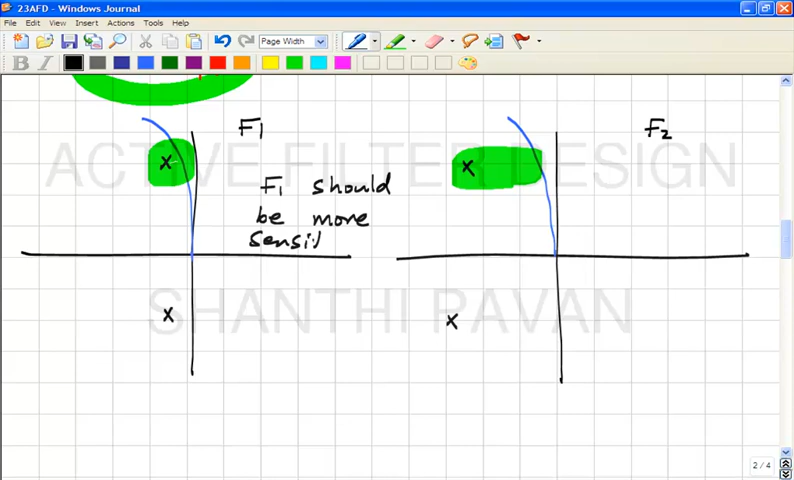 23AFD - Windows Journal
File Edit View Insert Actions Tools Help
Page Width
B I
F1
F2
ACTIVE FILTER DESIGN
x
x
F1 should
be more
sensi
x
x
SHANTHI PAVAN
2 / 4